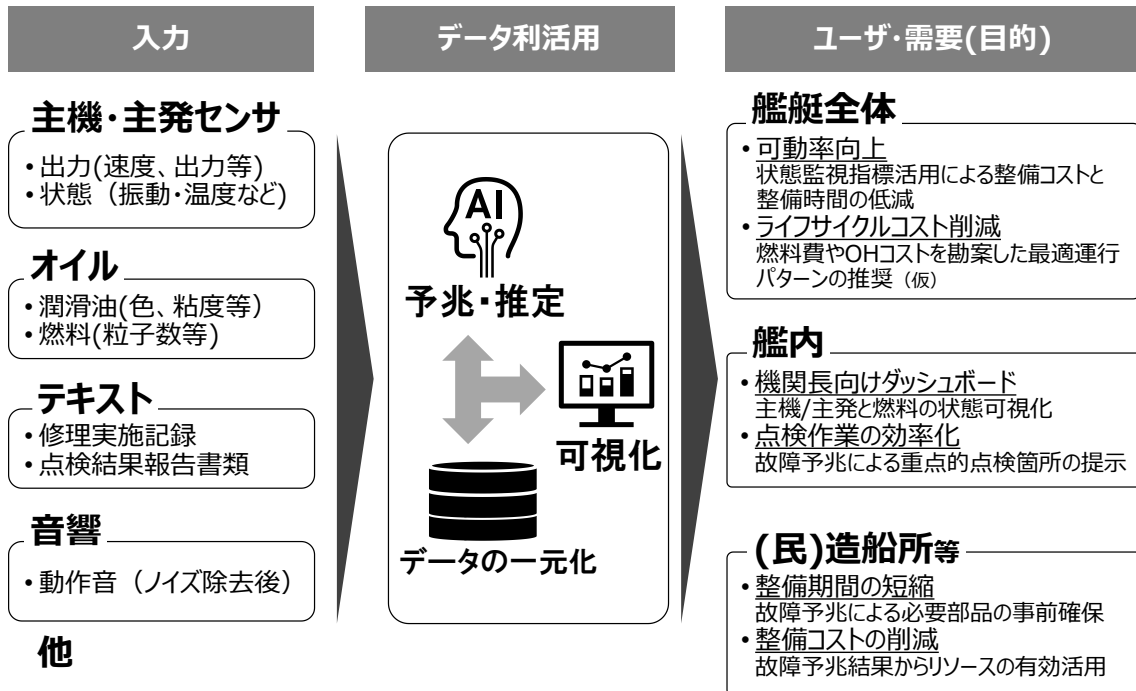 入力
主機・主発センサ
・出力(速度、出力等)
・状態（振動・温度など)
オイル
・潤滑油(色、粘度等)
・燃料(粒子数等)
テキスト
・修理実施記録
・点検結果報告書類
音響
・動作音（ノイズ除去後）
他
データ利活用
AI
予兆・推定
可視化
データの一元化
ユーザ・需要(目的)
艦艇全体
・可動率向上
状態監視指標活用による整備コストと
整備時間の低減
・ライフサイクルコスト削減
燃料費やOHコストを勘案した最適運行
パターンの推奨（仮）
艦内
・機関長向けダッシュボード
主機/主発と燃料の状態可視化
・点検作業の効率化
故障予兆による重点的点検箇所の提示
(民)造船所等
・整備期間の短縮
故障予兆による必要部品の事前確保
・整備コストの削減
故障予兆結果からリソースの有効活用